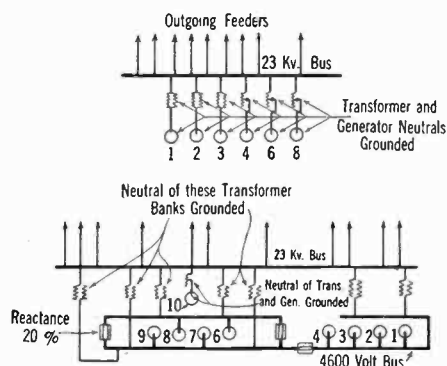 Outgoing Feeders
23 Kv. Bus
Transformer and
Generator Neutrals
Grounded
1 2 3 4 6 8
Neutral of these Transformer
Banks Grounded
23 Kv. Bus
Neutral of Trans
and Gen. Grounded
10
Reactance
20 %
9 8 7 6 4 3 2 1
4600 Volt Bus